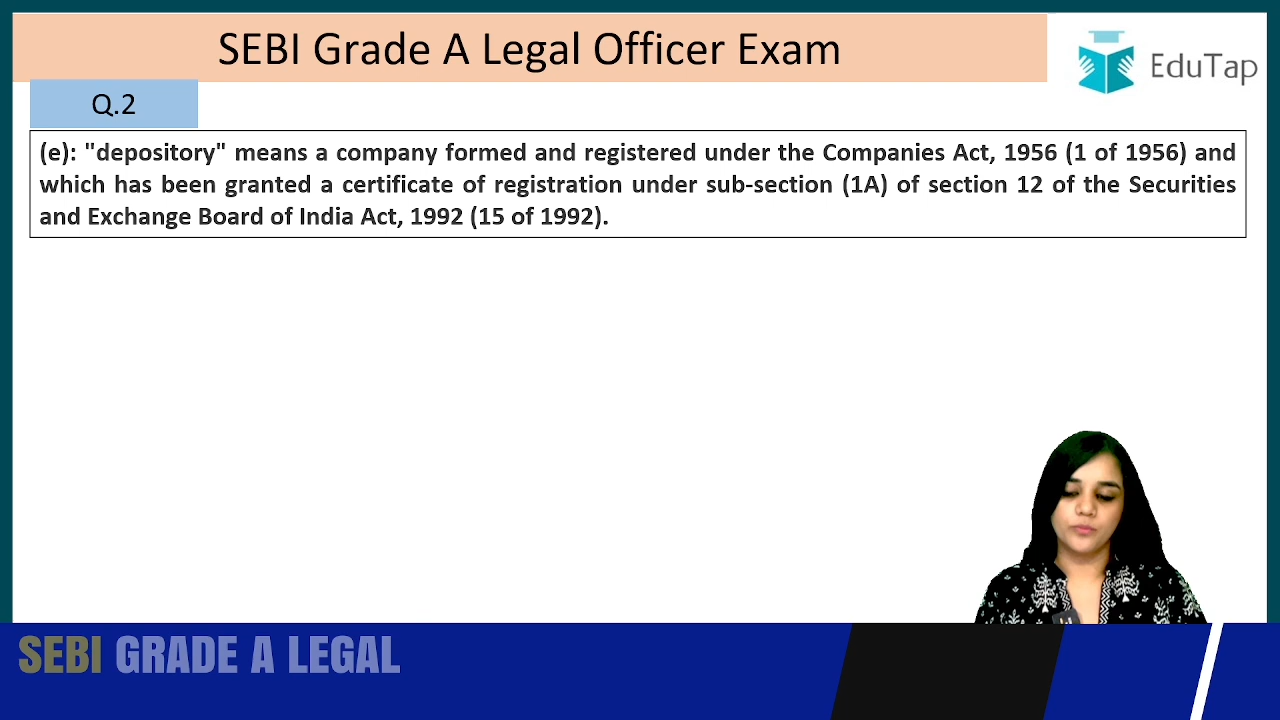 SEBI Grade A Legal Officer Exam
EduTap
Q.2
(e): "depository" means a company formed and registered under the Companies Act, 1956 (1 of 1956) and
which has been granted a certificate of registration under sub-section (1A) of section 12 of the Securities
and Exchange Board of India Act, 1992 (15 of 1992).
SEBI GRADE A LEGAL